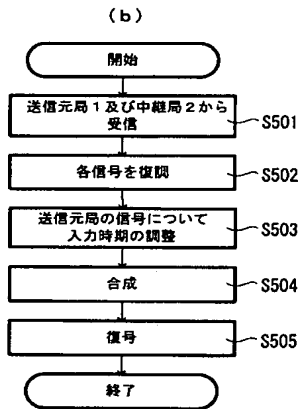 (b)
開始
送信元局1及び中継局2から
受信
S501
各信号を復調
S502
送信元局の信号について
入力時期の調整
S503
合成
S504
復号
S505
終了